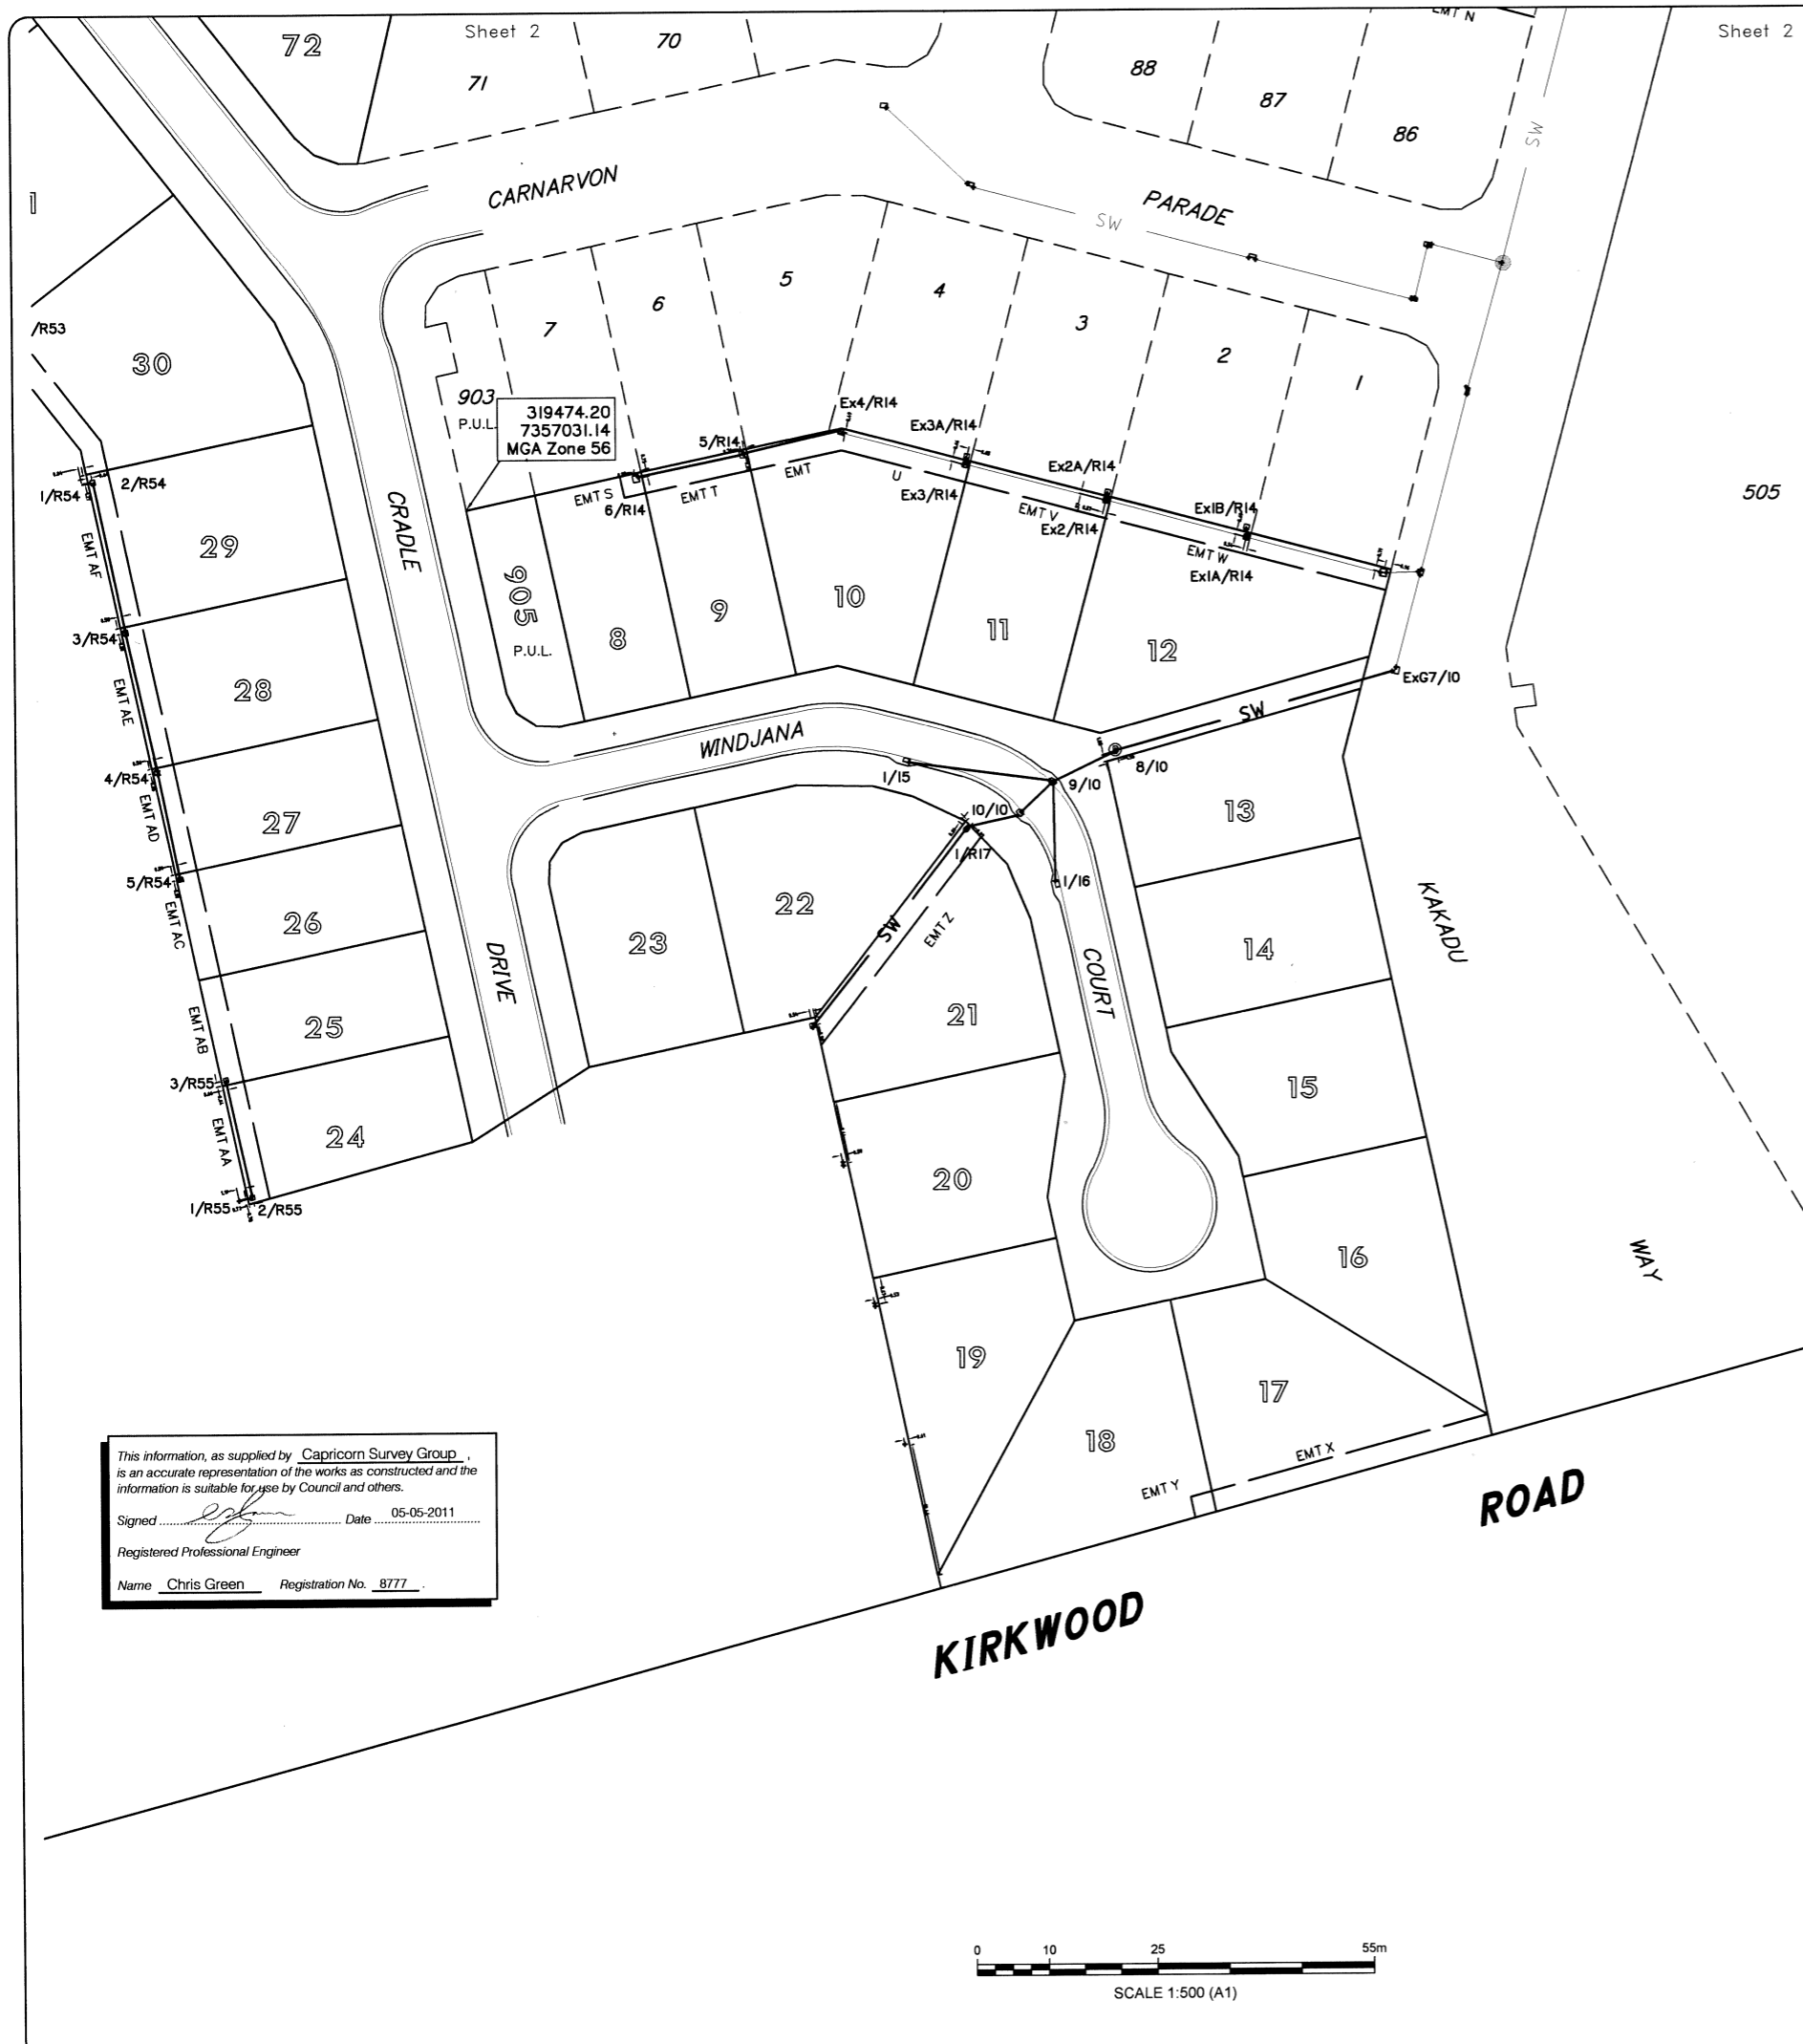 Sheet 2
Sheet 2
EMT N
72
71
70
88
87
86
SW
CARNARVON
PARADE
SW
1
/R53
30
7
6
5
4
3
2
1
505
903
P.U.L.
319474.20
7357031.14
MGA Zone 56
Ex4/R14
5/R14
Ex3A/R14
Ex2A/R14
Ex1B/R14
EMT S
6/R14
EMT T
EMT
U
Ex3/R14
EMT V
Ex2/R14
EMT W
Ex1A/R14
1/R54
2/R54
EMT AF
29
CRADLE
905
P.U.L.
8
9
10
11
12
3/R54
28
EMT AE
ExG7/10
SW
WINDJANA
4/R54
EMT AD
27
1/15
9/10
8/10
10/10
13
1/R17
5/R54
1/16
EMT AC
26
22
SW
EMT Z
23
KAKADU
14
DRIVE
COURT
EMT AB
25
21
3/R55
15
EMT AA
24
20
1/R55
2/R55
16
WAY
19
17
18
EMT X
EMT Y
ROAD
KIRKWOOD
This information, as supplied by Capricorn Survey Group ,
is an accurate representation of the works as constructed and the
information is suitable for use by Council and others.
Signed Date 05-05-2011
Registered Professional Engineer
Name Chris Green Registration No. 8777 .
0 10 25 55m
SCALE 1:500 (A1)